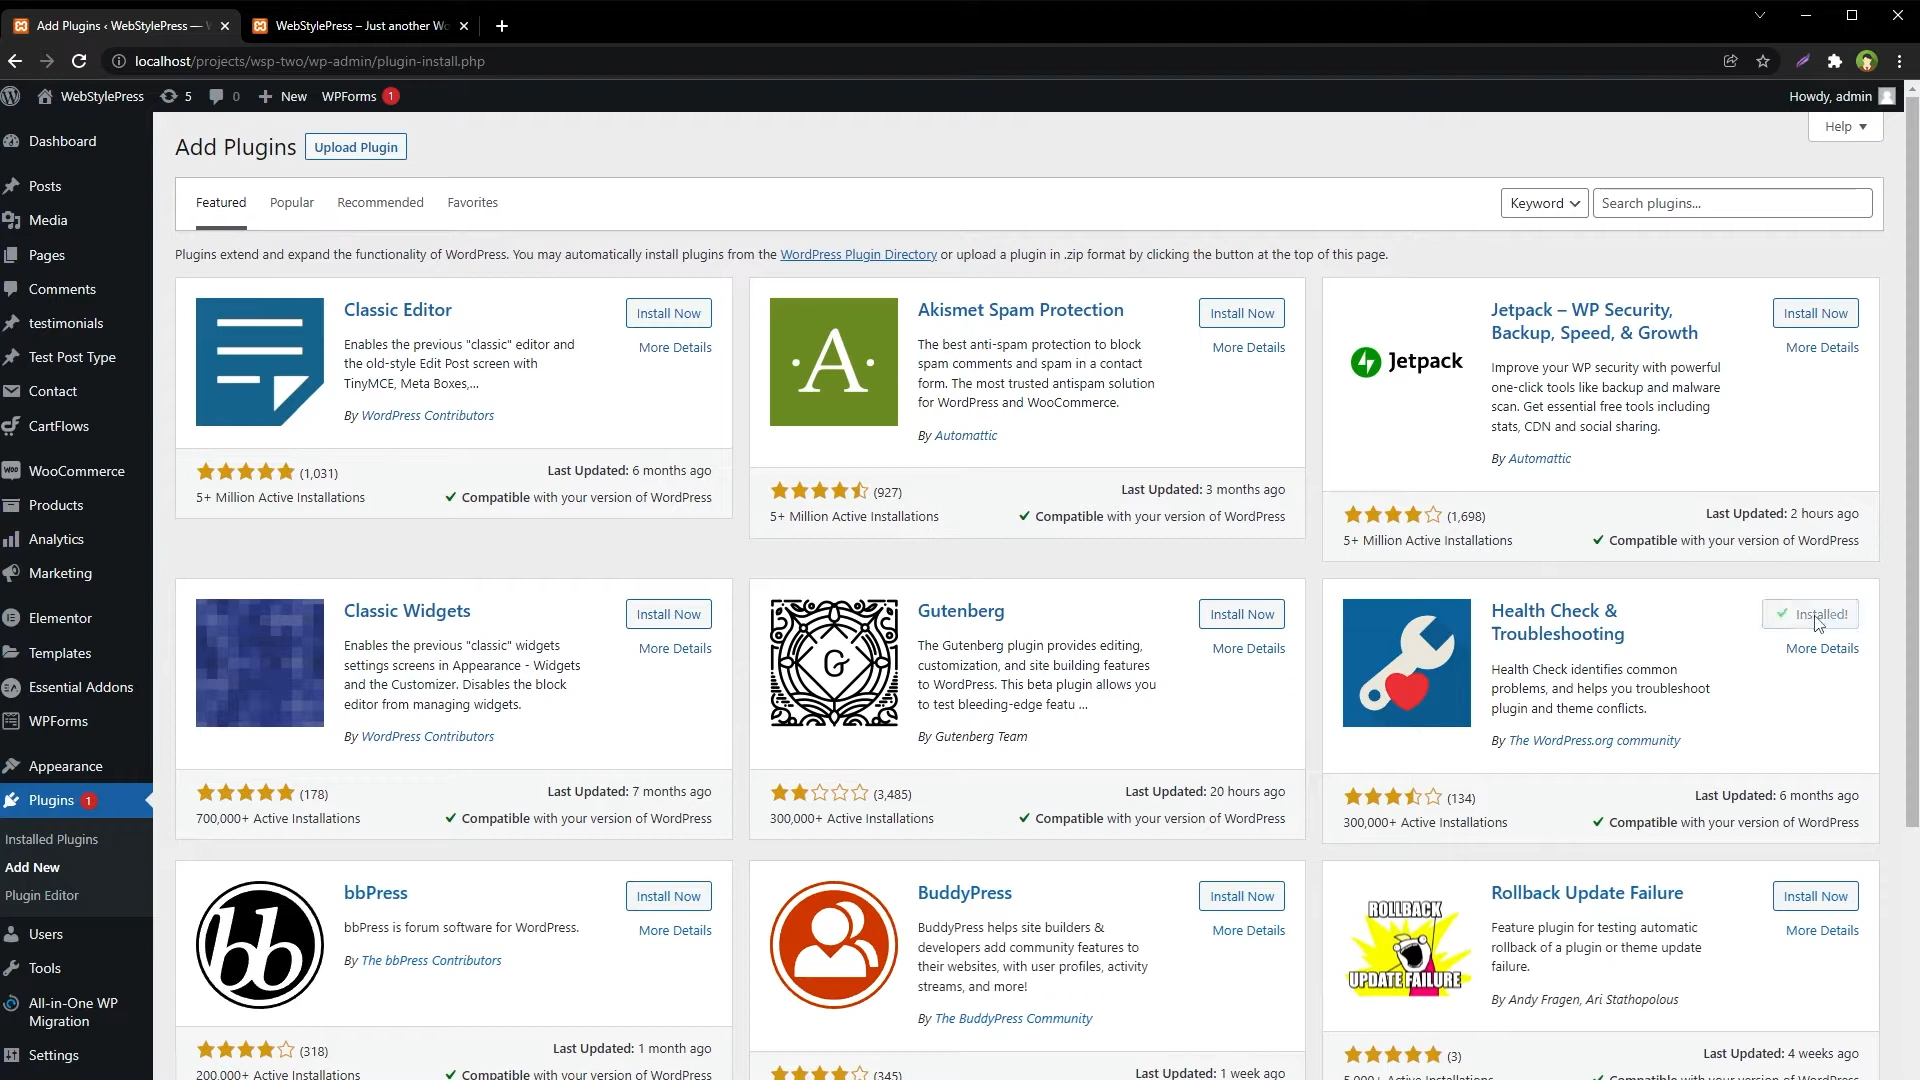 Add Plugins ‹ WebStylePress —
WebStylePress – Just another Wo
localhost/projects/wsp-two/wp-admin/plugin-install.php
WebStylePress
5
0
New
WPForms 1
Howdy, admin
Help
Dashboard
Posts
Media
Pages
Comments
testimonials
Test Post Type
Contact
CartFlows
WooCommerce
Products
Analytics
Marketing
Elementor
Templates
Essential Addons
WPForms
Appearance
Plugins 1
Installed Plugins
Add New
Plugin Editor
Users
Tools
All-in-One WP
Migration
Settings
Add Plugins
Upload Plugin
Featured
Popular
Recommended
Favorites
Keyword
Search plugins...
Plugins extend and expand the functionality of WordPress. You may automatically install plugins from the WordPress Plugin Directory or upload a plugin in .zip format by clicking the button at the top of this page.
Classic Editor
Install Now
More Details
Enables the previous "classic" editor and
the old-style Edit Post screen with
TinyMCE, Meta Boxes,...
By WordPress Contributors
(1,031)
Last Updated: 6 months ago
5+ Million Active Installations
Compatible with your version of WordPress
A
Akismet Spam Protection
Install Now
More Details
The best anti-spam protection to block
spam comments and spam in a contact
form. The most trusted antispam solution
for WordPress and WooCommerce.
By Automattic
(927)
Last Updated: 3 months ago
5+ Million Active Installations
Compatible with your version of WordPress
Jetpack
Jetpack – WP Security,
Backup, Speed, & Growth
Install Now
More Details
Improve your WP security with powerful
one-click tools like backup and malware
scan. Get essential free tools including
stats, CDN and social sharing.
By Automattic
(1,698)
Last Updated: 2 hours ago
5+ Million Active Installations
Compatible with your version of WordPress
Classic Widgets
Install Now
More Details
Enables the previous "classic" widgets
settings screens in Appearance - Widgets
and the Customizer. Disables the block
editor from managing widgets.
By WordPress Contributors
(178)
Last Updated: 7 months ago
700,000+ Active Installations
Compatible with your version of WordPress
G
Gutenberg
Install Now
More Details
The Gutenberg plugin provides editing,
customization, and site building features
to WordPress. This beta plugin allows you
to test bleeding-edge featu ...
By Gutenberg Team
(3,485)
Last Updated: 20 hours ago
300,000+ Active Installations
Compatible with your version of WordPress
Health Check &
Troubleshooting
Installed!
More Details
Health Check identifies common
problems, and helps you troubleshoot
plugin and theme conflicts.
By The WordPress.org community
(134)
Last Updated: 6 months ago
300,000+ Active Installations
Compatible with your version of WordPress
bb
bbPress
Install Now
More Details
bbPress is forum software for WordPress.
By The bbPress Contributors
(318)
Last Updated: 1 month ago
200,000+ Active Installations
Compatible with your version of WordPress
BuddyPress
Install Now
More Details
BuddyPress helps site builders &
developers add community features to
their websites, with user profiles, activity
streams, and more!
By The BuddyPress Community
(345)
Last Updated: 1 week ago
ROLLBACK
UPDATE FAILURE
Rollback Update Failure
Install Now
More Details
Feature plugin for testing automatic
rollback of a plugin or theme update
failure.
By Andy Fragen, Ari Stathopolous
(3)
Last Updated: 4 weeks ago
Active Installations
Compatible with your version of WordPress